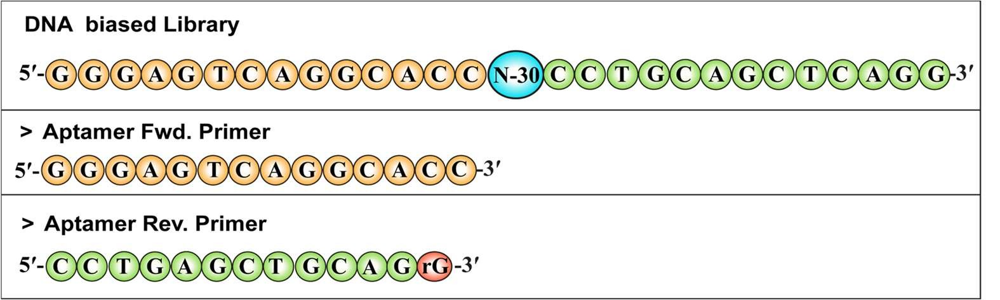 DNA biased Library
5′-GGGAGTCAGGCACCN-30CCTGCAGCTCAGG-3′
> Aptamer Fwd. Primer
5′-GGGAGTCAGGCACC-3′
> Aptamer Rev. Primer
5′-CCTGAGCTGCAGrG-3′